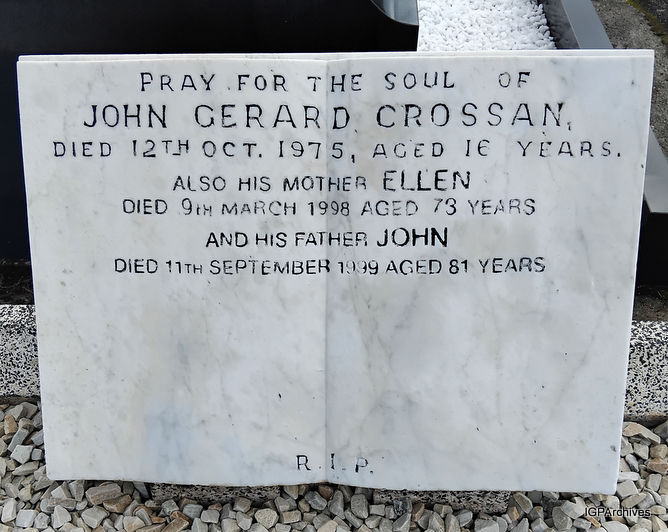 PRAY FOR THE SOUL OF
JOHN GERARD CROSSAN,
DIED 12TH OCT. 1975, AGED 16 YEARS.
ALSO HIS MOTHER ELLEN
DIED 9TH MARCH 1998 AGED 73 YEARS
AND HIS FATHER JOHN
DIED 11TH SEPTEMBER 1999 AGED 81 YEARS
R.I.P.
IGPArchives